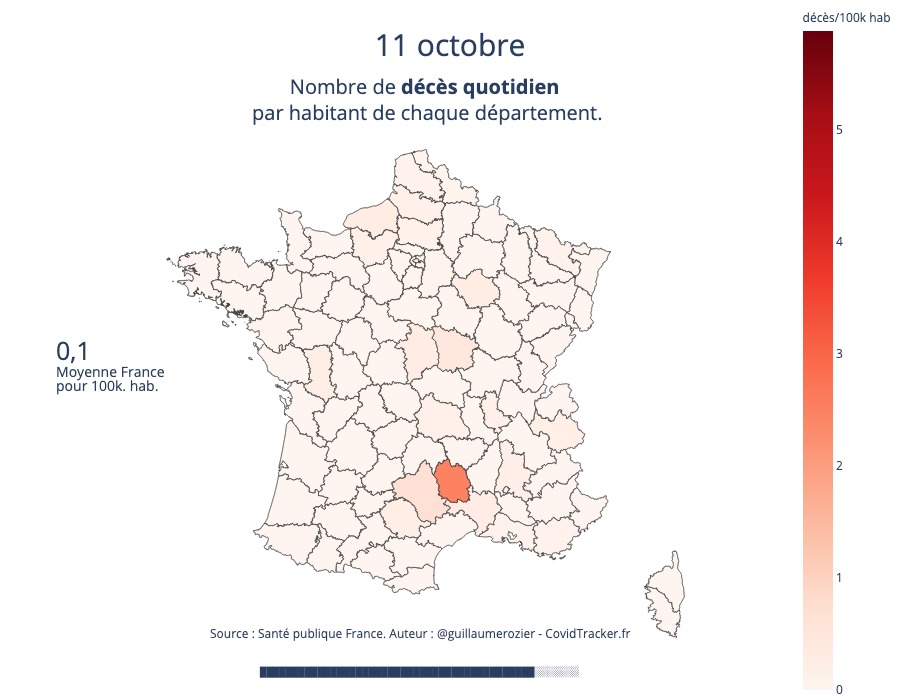 décès/100k hab
11 octobre
Nombre de décès quotidien
par habitant de chaque département.
5
4
3
2
1
0
0,1
Moyenne France
pour 100k. hab.
Source : Santé publique France. Auteur : @guillaumerozier - CovidTracker.fr